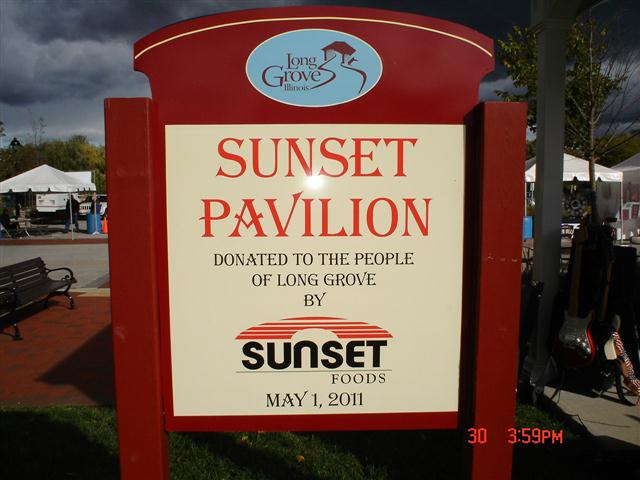 Long
Grove
Illinois
SUNSET
PAVILION
DONATED TO THE PEOPLE
OF LONG GROVE
BY
SUNSET
FOODS
MAY 1, 2011
30 3:59PM